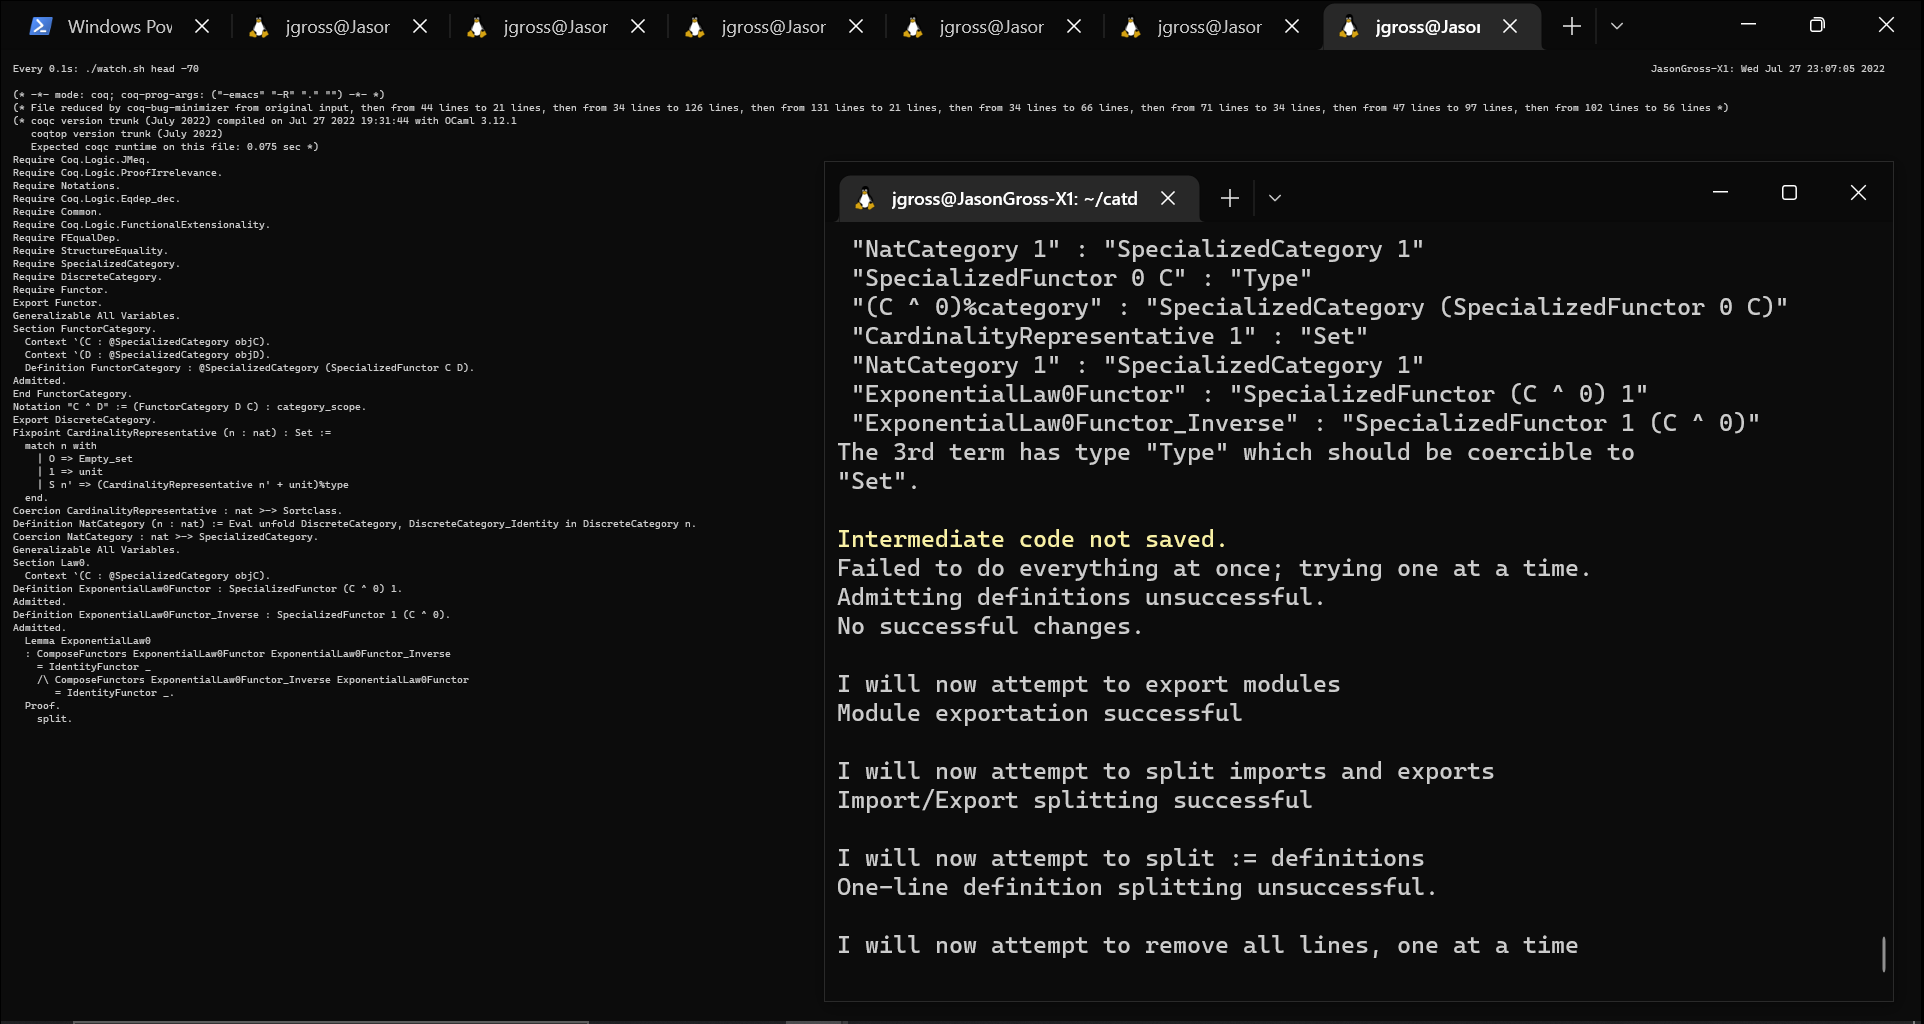 Windows Pov
jgross@Jasor
jgross@Jasor
jgross@Jasor
jgross@Jasor
jgross@Jasor
jgross@Jasor
Every 0.1s: ./watch.sh head -70
JasonGross-X1: Wed Jul 27 23:07:05 2022
(* -*- mode: coq; coq-prog-args: ("-emacs" "-R" "." "") -*- *)
(* File reduced by coq-bug-minimizer from original input, then from 44 lines to 21 lines, then from 34 lines to 126 lines, then from 131 lines to 21 lines, then from 34 lines to 66 lines, then from 71 lines to 34 lines, then from 47 lines to 97 lines, then from 102 lines to 56 lines *)
(* coqc version trunk (July 2022) compiled on Jul 27 2022 19:31:44 with OCaml 3.12.1
coqtop version trunk (July 2022)
Expected coqc runtime on this file: 0.075 sec *)
Require Coq.Logic.JMeq.
Require Coq.Logic.ProofIrrelevance.
Require Notations.
Require Coq.Logic.Eqdep_dec.
Require Common.
Require Coq.Logic.FunctionalExtensionality.
Require FEqualDep.
Require StructureEquality.
Require SpecializedCategory.
Require DiscreteCategory.
Require Functor.
Export Functor.
Generalizable All Variables.
Section FunctorCategory.
Context `(C : @SpecializedCategory objC).
Context `(D : @SpecializedCategory objD).
Definition FunctorCategory : @SpecializedCategory (SpecializedFunctor C D).
Admitted.
End FunctorCategory.
Notation "C ^ D" := (FunctorCategory D C) : category_scope.
Export DiscreteCategory.
Fixpoint CardinalityRepresentative (n : nat) : Set :=
match n with
| O => Empty_set
| 1 => unit
| S n' => (CardinalityRepresentative n' + unit)%type
end.
Coercion CardinalityRepresentative : nat >-> Sortclass.
Definition NatCategory (n : nat) := Eval unfold DiscreteCategory, DiscreteCategory_Identity in DiscreteCategory n.
Coercion NatCategory : nat >-> SpecializedCategory.
Generalizable All Variables.
Section Law0.
Context `(C : @SpecializedCategory objC).
Definition ExponentialLaw0Functor : SpecializedFunctor (C ^ 0) 1.
Admitted.
Definition ExponentialLaw0Functor_Inverse : SpecializedFunctor 1 (C ^ 0).
Admitted.
Lemma ExponentialLaw0
: ComposeFunctors ExponentialLaw0Functor ExponentialLaw0Functor_Inverse
= IdentityFunctor _
/\ ComposeFunctors ExponentialLaw0Functor_Inverse ExponentialLaw0Functor
= IdentityFunctor _.
Proof.
split.
jgross@JasonGross-X1: ~/catd
"NatCategory 1" : "SpecializedCategory 1"
"SpecializedFunctor 0 C" : "Type"
"(C ^ 0)%category" : "SpecializedCategory (SpecializedFunctor 0 C)"
"CardinalityRepresentative 1" : "Set"
"NatCategory 1" : "SpecializedCategory 1"
"ExponentialLaw0Functor" : "SpecializedFunctor (C ^ 0) 1"
"ExponentialLaw0Functor_Inverse" : "SpecializedFunctor 1 (C ^ 0)"
The 3rd term has type "Type" which should be coercible to
"Set".
Intermediate code not saved.
Failed to do everything at once; trying one at a time.
Admitting definitions unsuccessful.
No successful changes.
I will now attempt to export modules
Module exportation successful
I will now attempt to split imports and exports
Import/Export splitting successful
I will now attempt to split := definitions
One-line definition splitting unsuccessful.
I will now attempt to remove all lines, one at a time